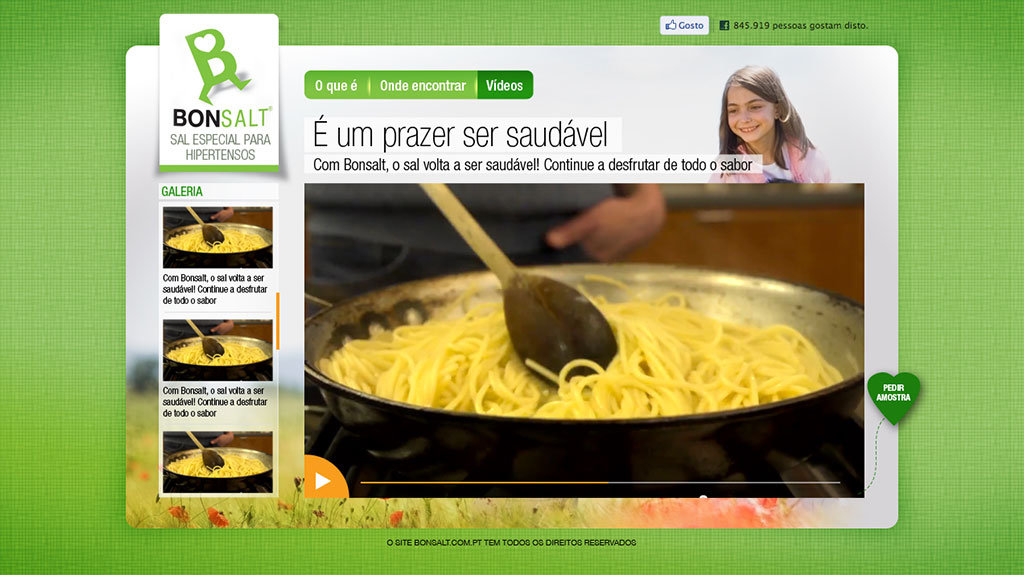 Gosto
845.919 pessoas gostam disto.
BONSALT®
SAL ESPECIAL PARA
HIPERTENSOS
O que é
Onde encontrar
Vídeos
É um prazer ser saudável
Com Bonsalt, o sal volta a ser saudável! Continue a desfrutar de todo o sabor
GALERIA
Com Bonsalt, o sal volta a ser
saudável! Continue a desfrutar
de todo o sabor
Com Bonsalt, o sal volta a ser
saudável! Continue a desfrutar
de todo o sabor
PEDIR
AMOSTRA
O SITE BONSALT.COM.PT TEM TODOS OS DIREITOS RESERVADOS